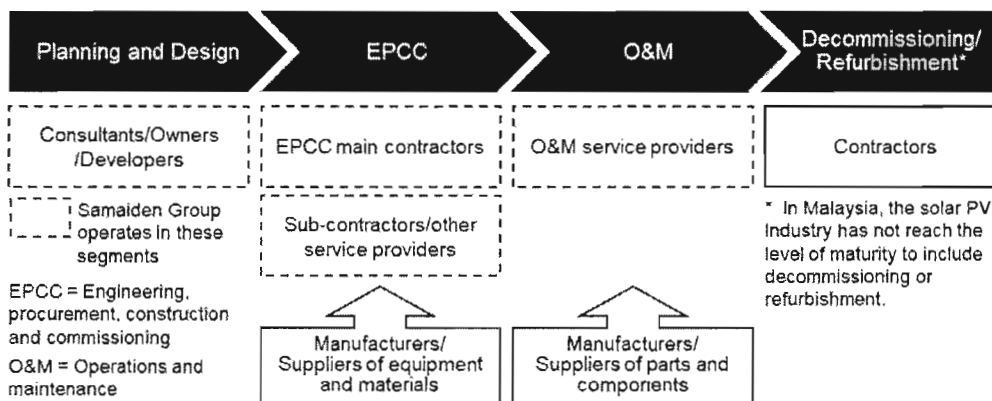 Planning and Design
EPCC
O&M
Decommissioning/
Refurbishment*
Consultants/Owners
/Developers
EPCC main contractors
O&M service providers
Contractors
Samaiden Group
operates in these
segments
Sub-contractors/other
service providers
* In Malaysia, the solar PV
Industry has not reach the
level of maturity to include
decommissioning or
refurbishment.
EPCC = Engineering,
procurement, construction
and commissioning
O&M = Operations and
maintenance
Manufacturers/
Suppliers of equipment
and materials
Manufacturers/
Suppliers of parts and
components